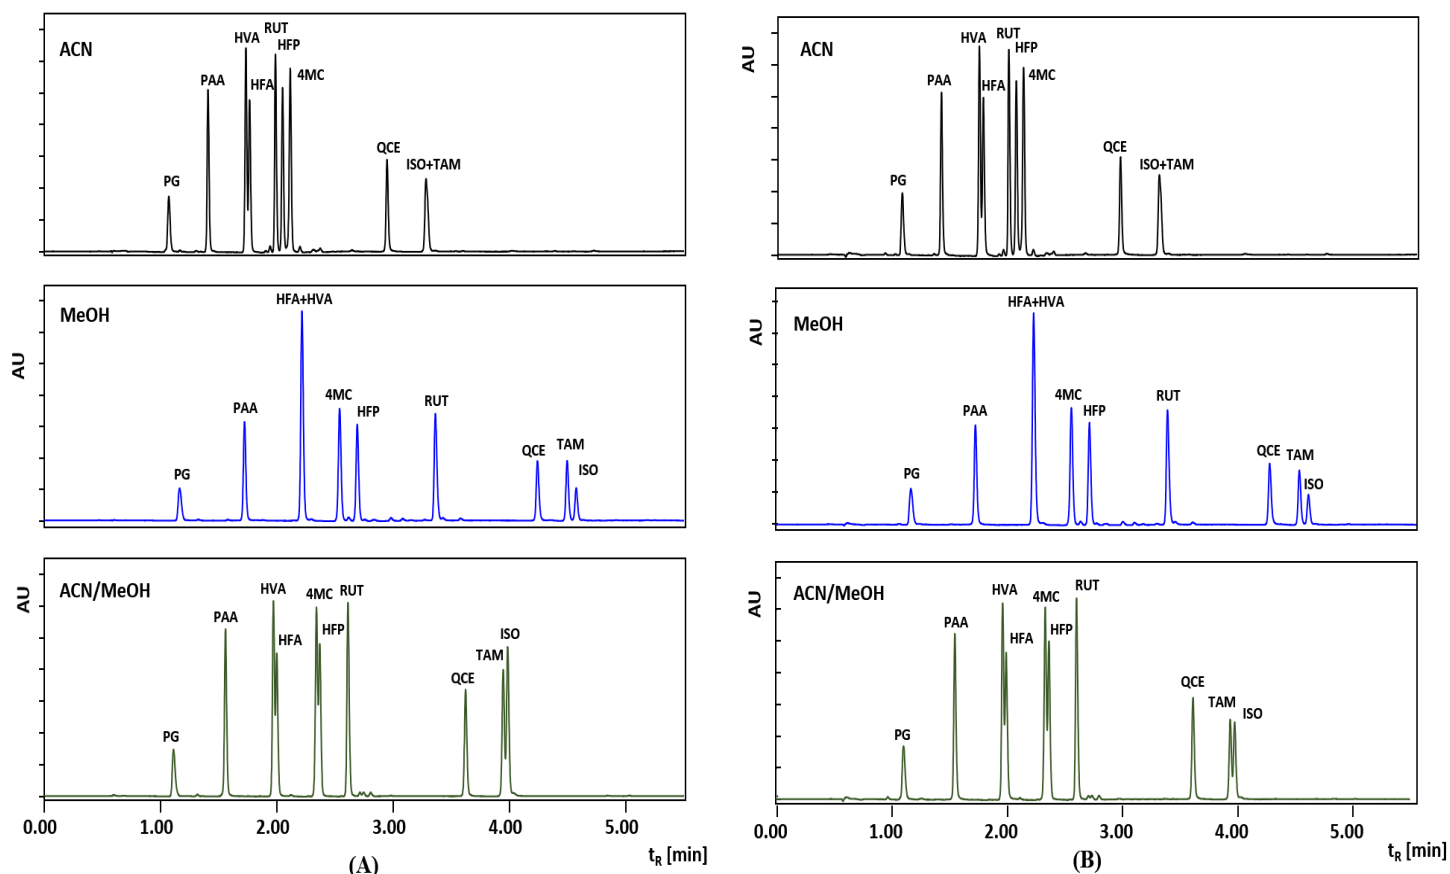 ACN
PG
PAA
HVA
HFA
RUT
HFP
4MC
QCE
ISO+TAM
AU
MeOH
PG
PAA
HFA+HVA
4MC
HFP
RUT
QCE
TAM
ISO
AU
ACN/MeOH
PG
PAA
HVA
HFA
4MC
HFP
RUT
QCE
TAM
ISO
0.00 1.00 2.00 3.00 4.00 5.00
tR [min]
(A)
AU
ACN
PG
PAA
HVA
HFA
RUT
HFP
4MC
QCE
ISO+TAM
AU
MeOH
PG
PAA
HFA+HVA
4MC
HFP
RUT
QCE
TAM
ISO
AU
ACN/MeOH
PG
PAA
HVA
HFA
4MC
HFP
RUT
QCE
TAM
ISO
0.00 1.00 2.00 3.00 4.00 5.00
tR [min]
(B)